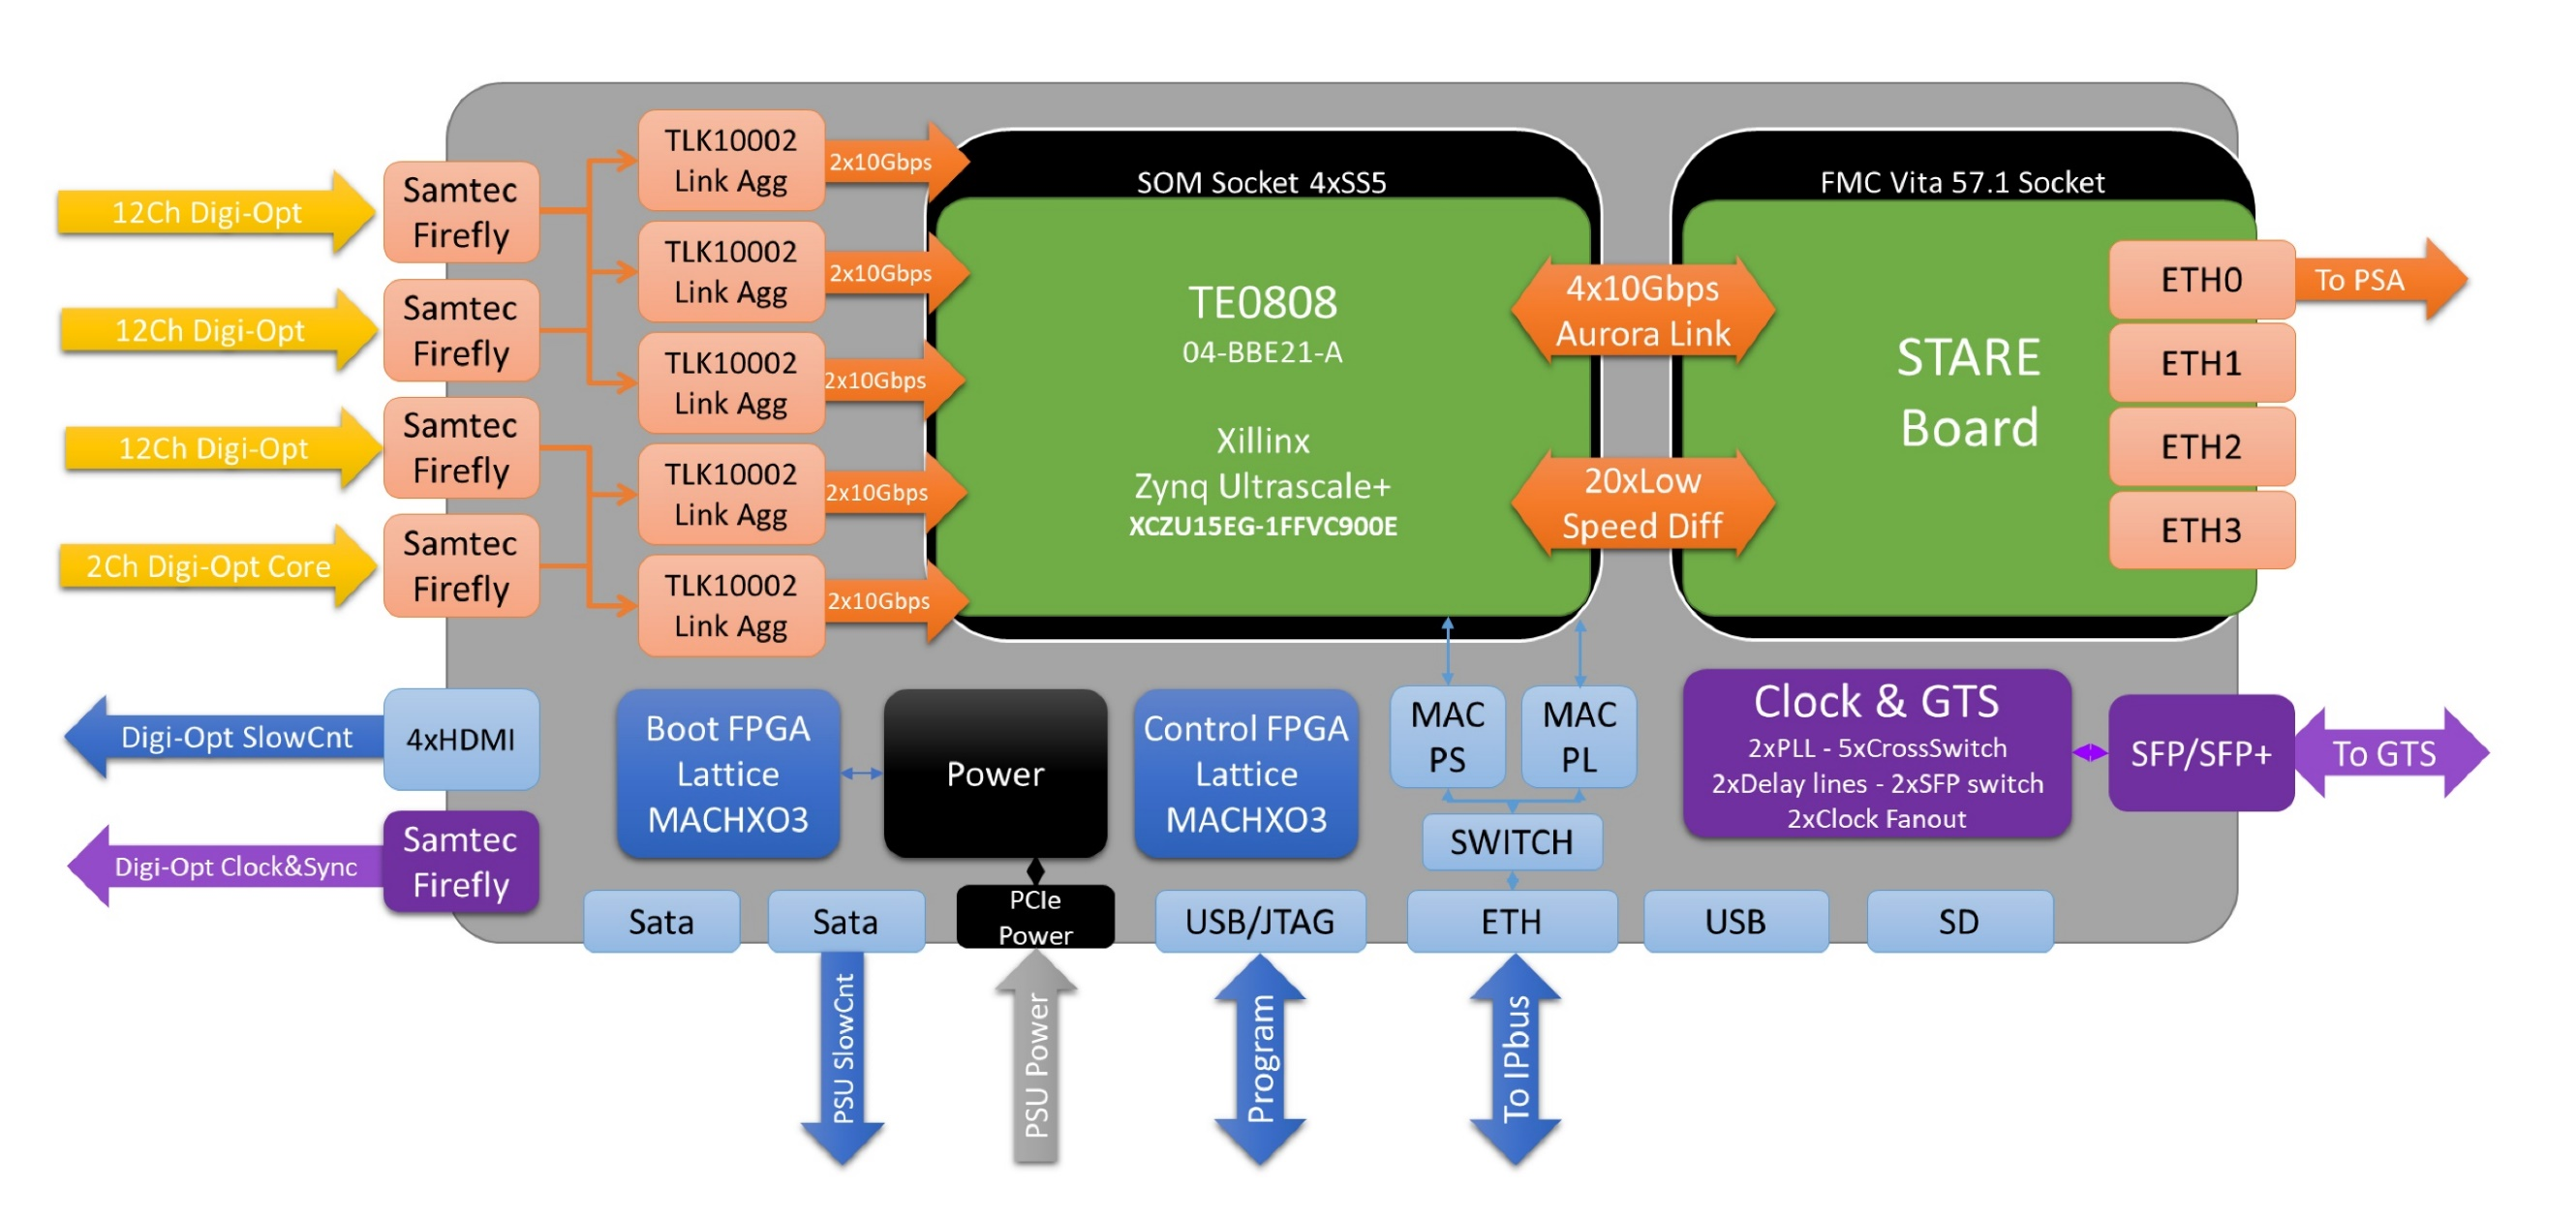 12Ch Digi-Opt
12Ch Digi-Opt
12Ch Digi-Opt
2Ch Digi-Opt Core
Digi-Opt SlowCnt
Digi-Opt Clock&Sync
Samtec
Firefly
Samtec
Firefly
Samtec
Firefly
Samtec
Firefly
4xHDMI
Samtec
Firefly
TLK10002
Link Agg
TLK10002
Link Agg
TLK10002
Link Agg
TLK10002
Link Agg
TLK10002
Link Agg
2x10Gbps
2x10Gbps
2x10Gbps
2x10Gbps
2x10Gbps
SOM Socket 4xSS5
TE0808
04-BBE21-A
Xillinx
Zynq Ultrascale+
XCZU15EG-1FFVC900E
4x10Gbps
Aurora Link
20xLow
Speed Diff
FMC Vita 57.1 Socket
STARE
Board
ETH0
ETH1
ETH2
ETH3
To PSA
Boot FPGA
Lattice
MACHXO3
Power
Control FPGA
Lattice
MACHXO3
MAC
PS
MAC
PL
SWITCH
Clock & GTS
2xPLL - 5xCrossSwitch
2xDelay lines - 2xSFP switch
2xClock Fanout
SFP/SFP+
To GTS
Sata
Sata
PCIe
Power
USB/JTAG
ETH
USB
SD
PSU SlowCnt
PSU Power
Program
To IPbus